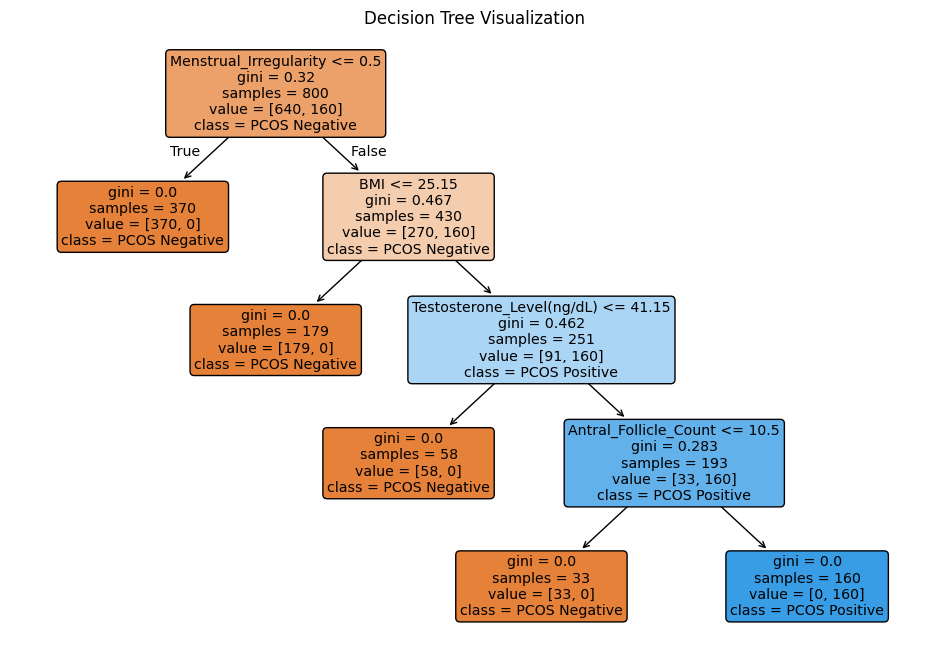 Decision Tree Visualization
Menstrual_Irregularity <= 0.5
gini = 0.32
samples = 800
value = [640, 160]
class = PCOS Negative
True
False
gini = 0.0
samples = 370
value = [370, 0]
class = PCOS Negative
BMI <= 25.15
gini = 0.467
samples = 430
value = [270, 160]
class = PCOS Negative
gini = 0.0
samples = 179
value = [179, 0]
class = PCOS Negative
Testosterone_Level(ng/dL) <= 41.15
gini = 0.462
samples = 251
value = [91, 160]
class = PCOS Positive
gini = 0.0
samples = 58
value = [58, 0]
class = PCOS Negative
Antral_Follicle_Count <= 10.5
gini = 0.283
samples = 193
value = [33, 160]
class = PCOS Positive
gini = 0.0
samples = 33
value = [33, 0]
class = PCOS Negative
gini = 0.0
samples = 160
value = [0, 160]
class = PCOS Positive